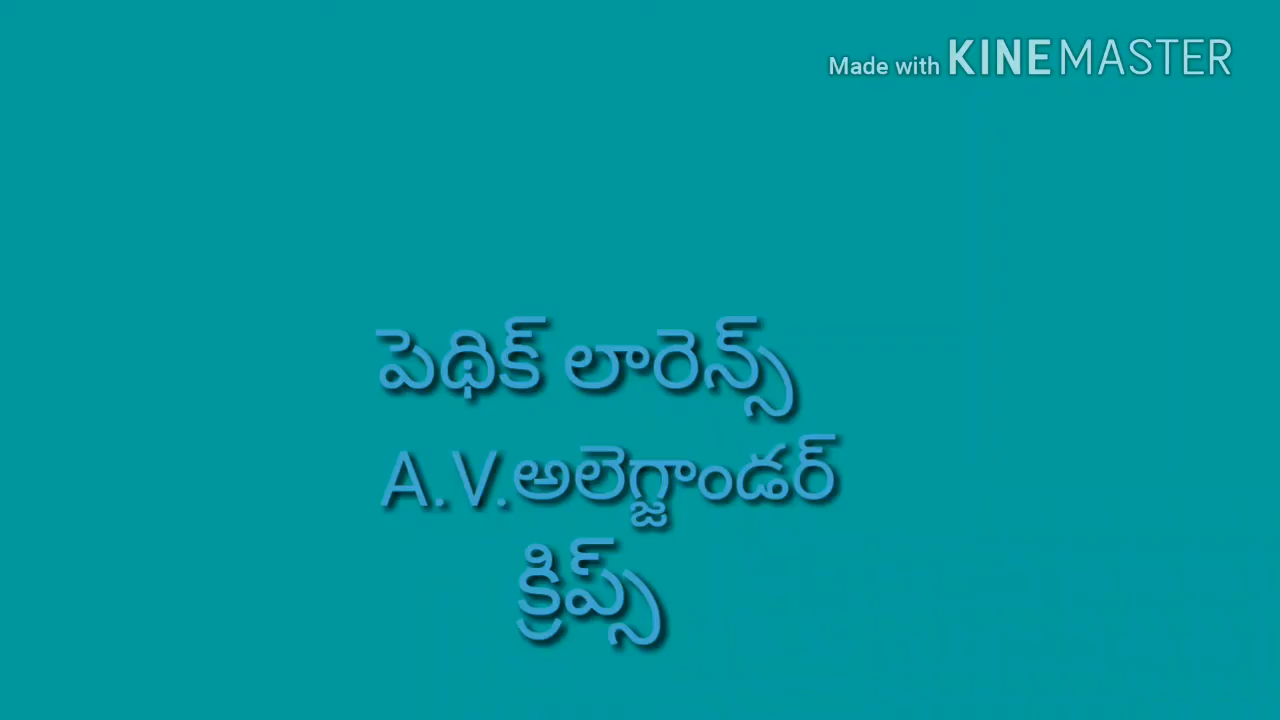 Made with KINEMASTER
పెథిక్ లారెన్స్
A.V.అలెగ్జాండర్
క్రిప్స్